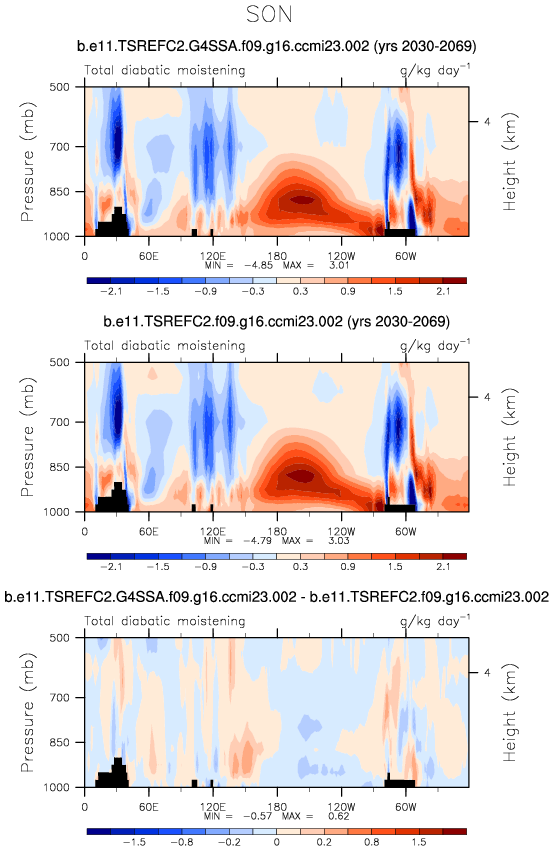 SON
b.e11.TSREFC2.G4SSA.f09.g16.ccmi23.002 (yrs 2030-2069)
Total diabatic moistening g/kg day⁻¹
500
700
850
1000
Pressure (mb)
4
Height (km)
0 60E 120E 180 120W 60W
MIN = -4.85 MAX = 3.01
-2.1 -1.5 -0.9 -0.3 0.3 0.9 1.5 2.1
b.e11.TSREFC2.f09.g16.ccmi23.002 (yrs 2030-2069)
Total diabatic moistening g/kg day⁻¹
500
700
850
1000
Pressure (mb)
4
Height (km)
0 60E 120E 180 120W 60W
MIN = -4.79 MAX = 3.03
-2.1 -1.5 -0.9 -0.3 0.3 0.9 1.5 2.1
b.e11.TSREFC2.G4SSA.f09.g16.ccmi23.002 - b.e11.TSREFC2.f09.g16.ccmi23.002
Total diabatic moistening g/kg day⁻¹
500
700
850
1000
Pressure (mb)
4
Height (km)
0 60E 120E 180 120W 60W
MIN = -0.57 MAX = 0.62
-1.5 -0.8 -0.2 0 0.2 0.8 1.5